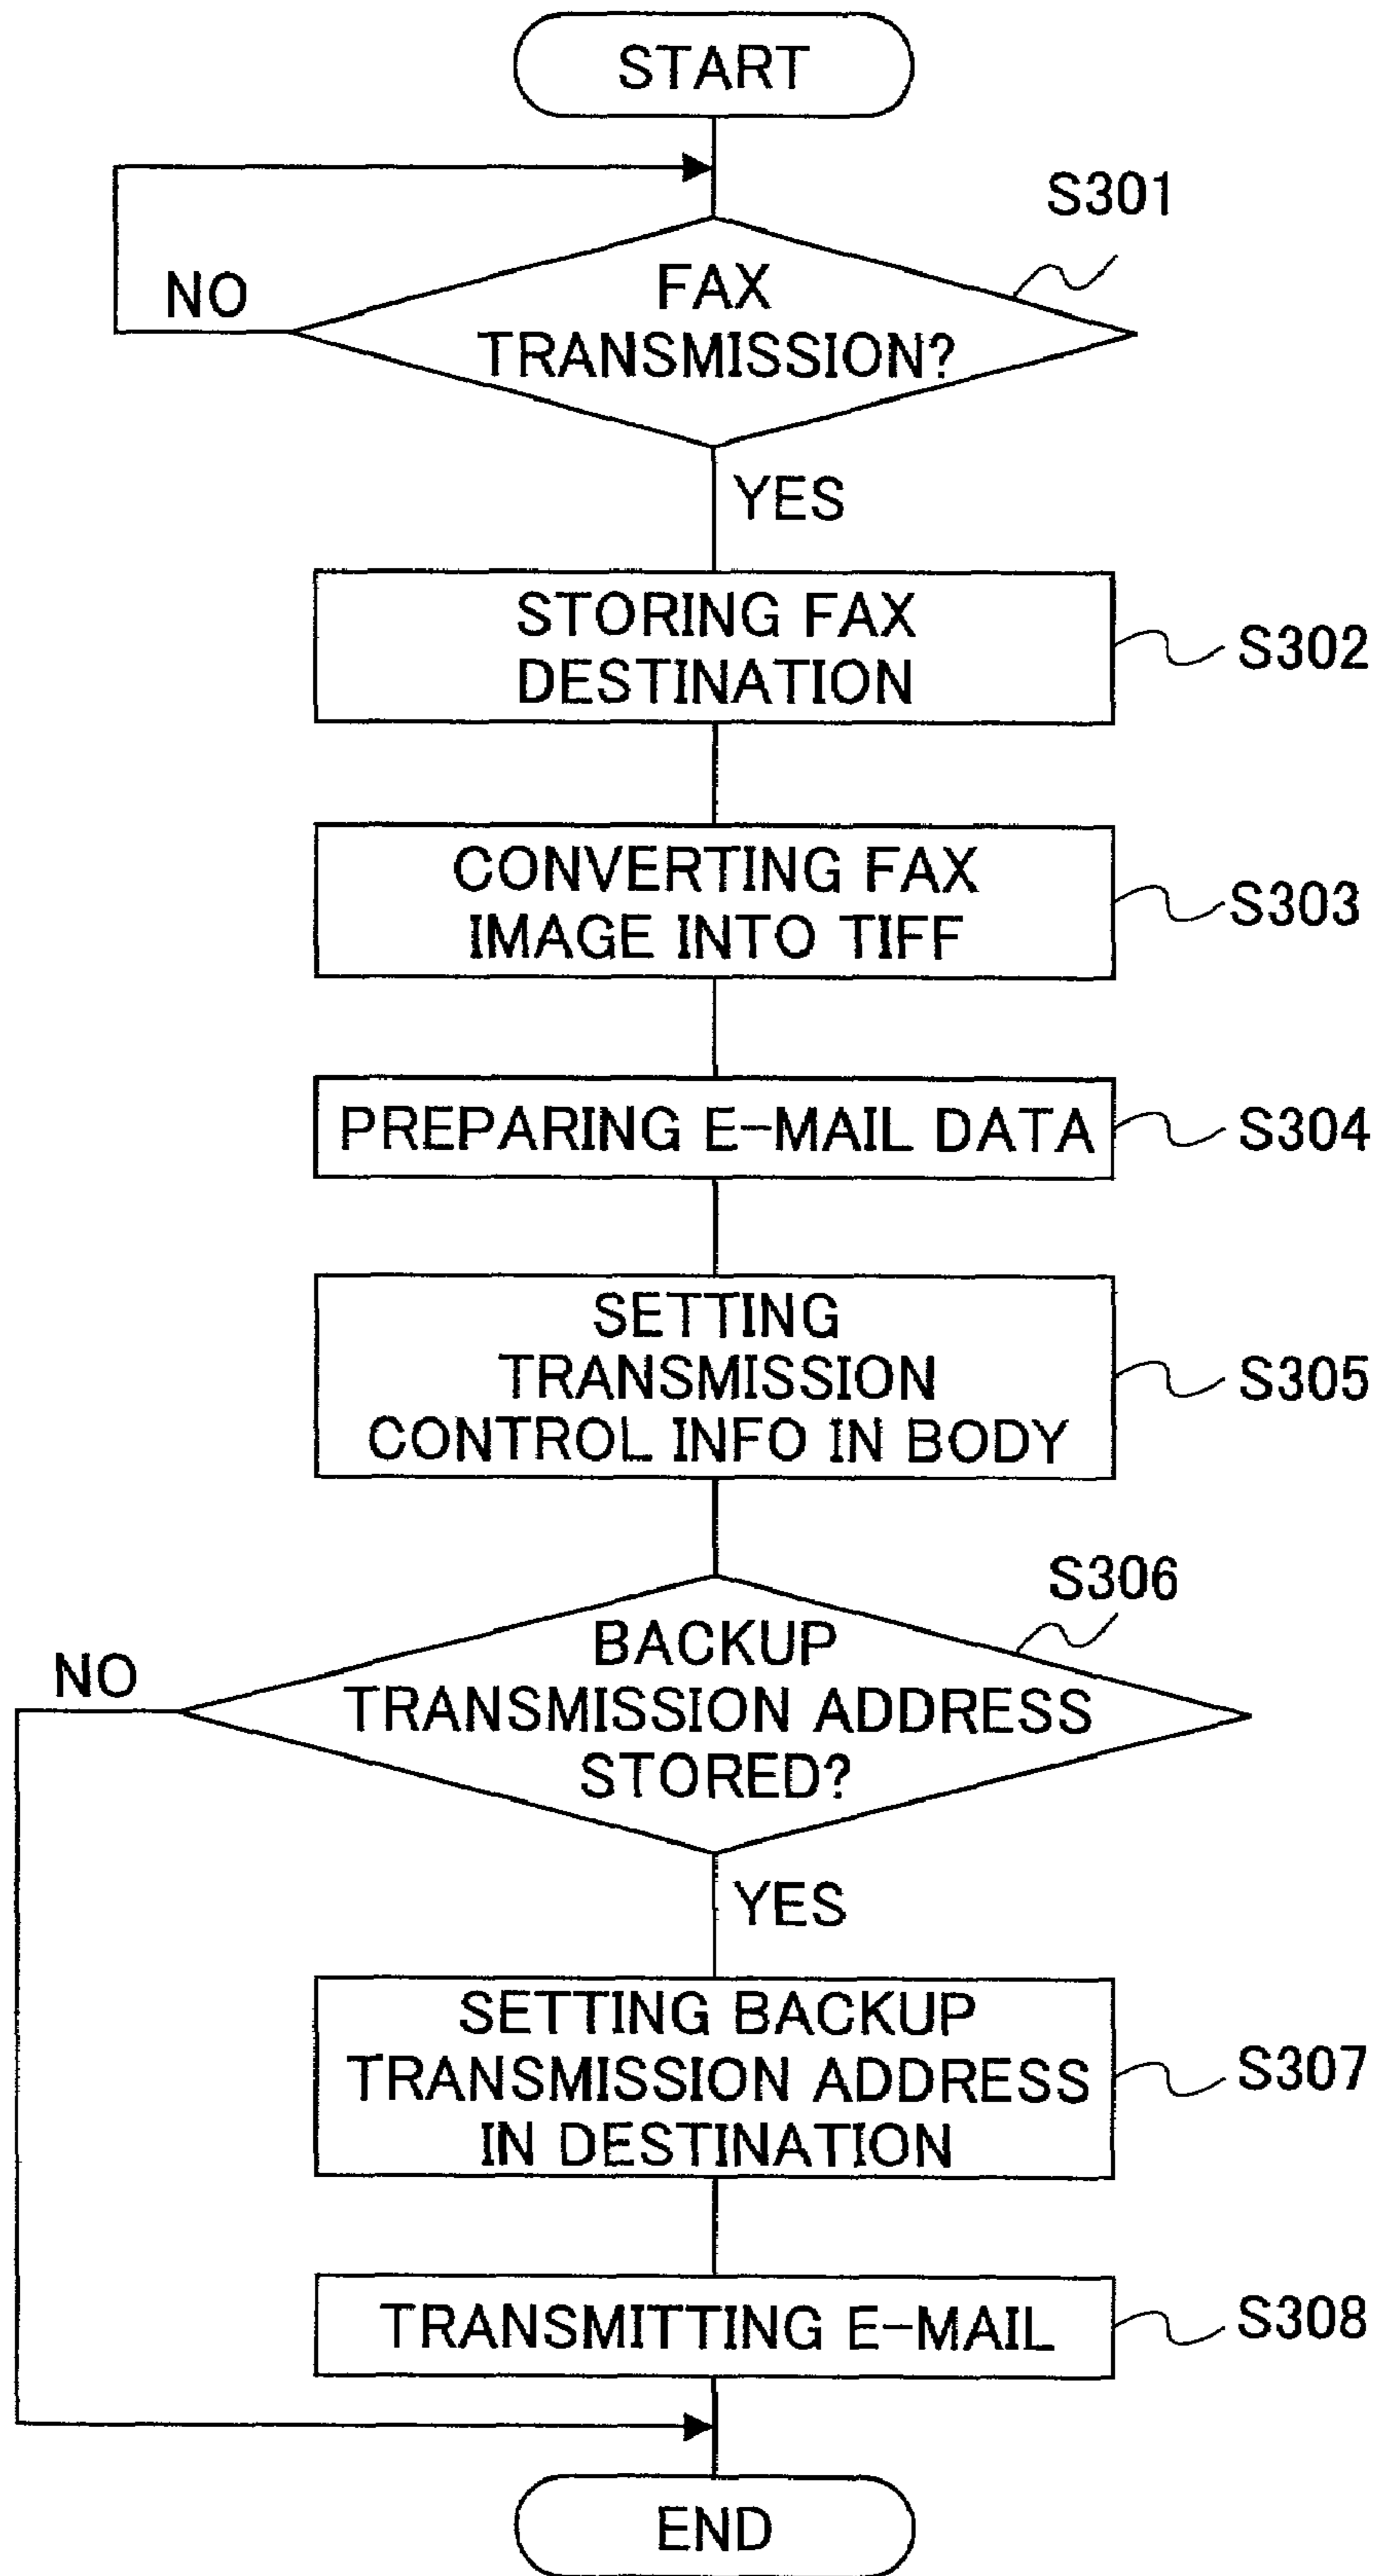 START
S301
NO
FAX
TRANSMISSION?
YES
STORING FAX
DESTINATION
S302
CONVERTING FAX
IMAGE INTO TIFF
S303
PREPARING E-MAIL DATA
S304
SETTING
TRANSMISSION
CONTROL INFO IN BODY
S305
S306
NO
BACKUP
TRANSMISSION ADDRESS
STORED?
YES
SETTING BACKUP
TRANSMISSION ADDRESS
IN DESTINATION
S307
TRANSMITTING E-MAIL
S308
END